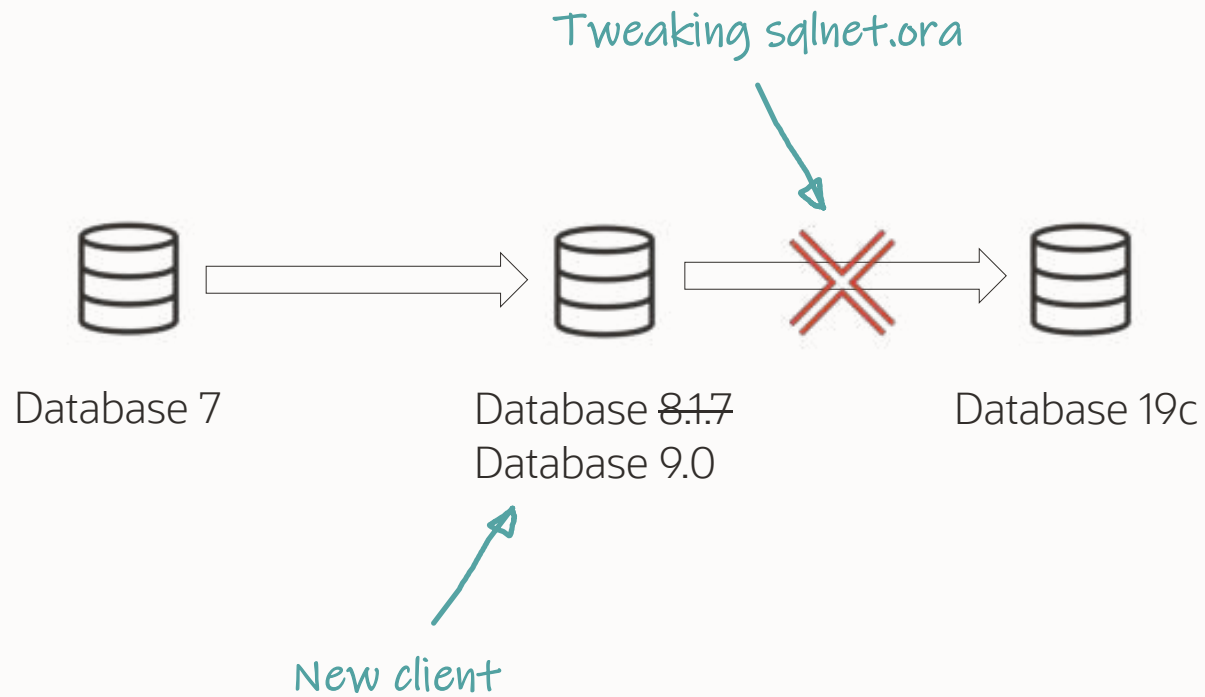 Tweaking sqlnet.ora
Database 7
Database 8.1.7
Database 9.0
Database 19c
New client